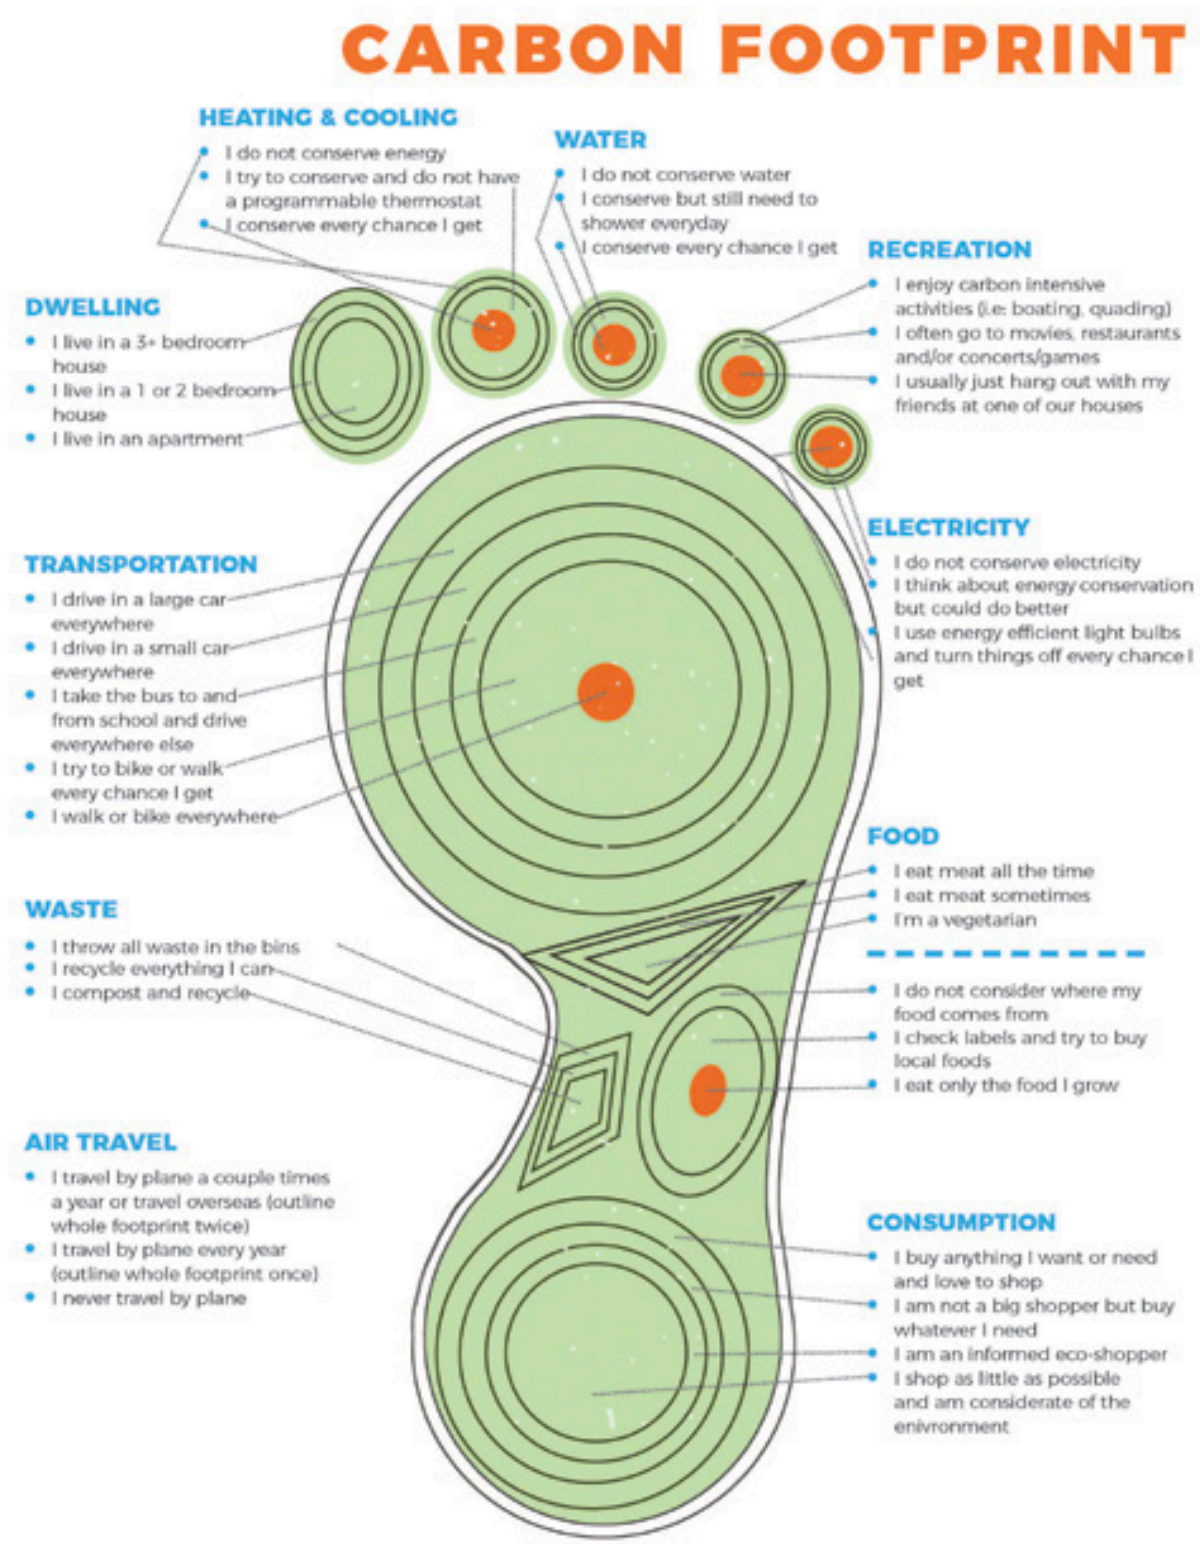 CARBON FOOTPRINT
HEATING & COOLING
I do not conserve energy
I try to conserve and do not have
a programmable thermostat
I conserve every chance I get
WATER
I do not conserve water
I conserve but still need to
shower everyday
I conserve every chance I get
RECREATION
I enjoy carbon intensive
activities (i.e: boating, quading)
I often go to movies, restaurants
and/or concerts/games
I usually just hang out with my
friends at one of our houses
DWELLING
I live in a 3+ bedroom
house
I live in a 1 or 2 bedroom
house
I live in an apartment
ELECTRICITY
I do not conserve electricity
I think about energy conservation
but could do better
I use energy efficient light bulbs
and turn things off every chance I
get
TRANSPORTATION
I drive in a large car
everywhere
I drive in a small car
everywhere
I take the bus to and
from school and drive
everywhere else
I try to bike or walk
every chance I get
I walk or bike everywhere
FOOD
I eat meat all the time
I eat meat sometimes
I'm a vegetarian
I do not consider where my
food comes from
I check labels and try to buy
local foods
I eat only the food I grow
WASTE
I throw all waste in the bins
I recycle everything I can
I compost and recycle
AIR TRAVEL
I travel by plane a couple times
a year or travel overseas (outline
whole footprint twice)
I travel by plane every year
(outline whole footprint once)
I never travel by plane
CONSUMPTION
I buy anything I want or need
and love to shop
I am not a big shopper but buy
whatever I need
I am an informed eco-shopper
I shop as little as possible
and am considerate of the
enivronment